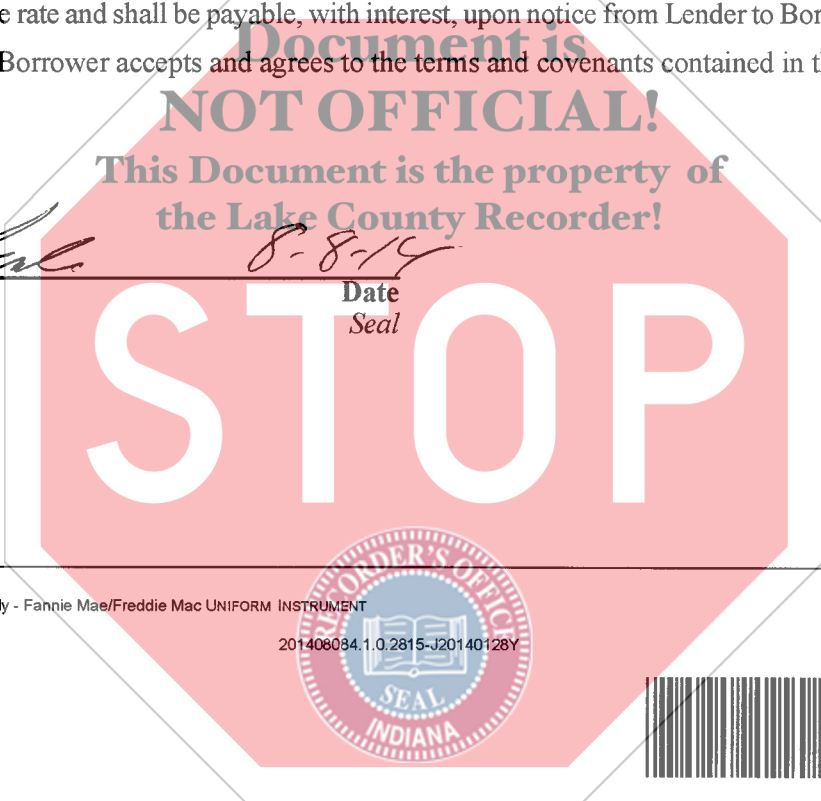 e rate and shall be payable, with interest, upon notice from Lender to Bor
Document is
Borrower accepts and agrees to the terms and covenants contained in th
NOT OFFICIAL!
This Document is the property of
the Lake County Recorder!
8-8-14
Date
Seal
STOP
RECORDER'S OFFICE
ly - Fannie Mae/Freddie Mac UNIFORM INSTRUMENT
201408084.1.0.2815-J20140128Y
SEAL
INDIANA